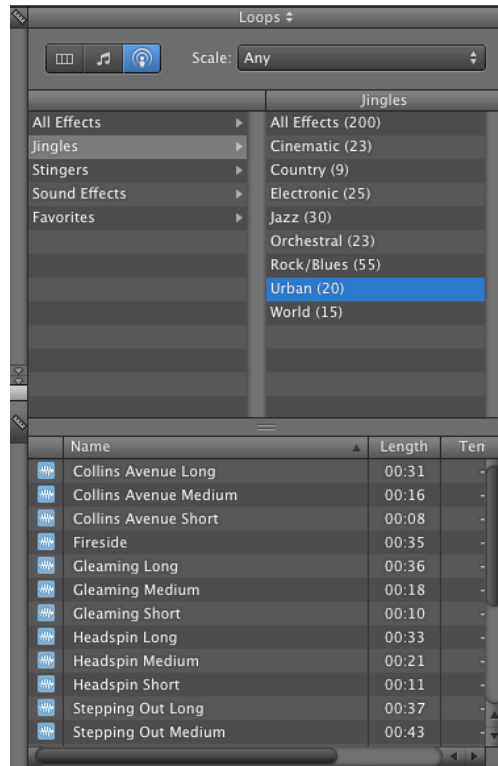 Loops
Scale: Any
Jingles
All Effects
Jingles
Stingers
Sound Effects
Favorites
All Effects (200)
Cinematic (23)
Country (9)
Electronic (25)
Jazz (30)
Orchestral (23)
Rock/Blues (55)
Urban (20)
World (15)
Name Length Tem
Collins Avenue Long 00:31 -
Collins Avenue Medium 00:16 -
Collins Avenue Short 00:08 -
Fireside 00:35 -
Gleaming Long 00:36 -
Gleaming Medium 00:18 -
Gleaming Short 00:10 -
Headspin Long 00:33 -
Headspin Medium 00:21 -
Headspin Short 00:11 -
Stepping Out Long 00:37 -
Stepping Out Medium 00:43 -